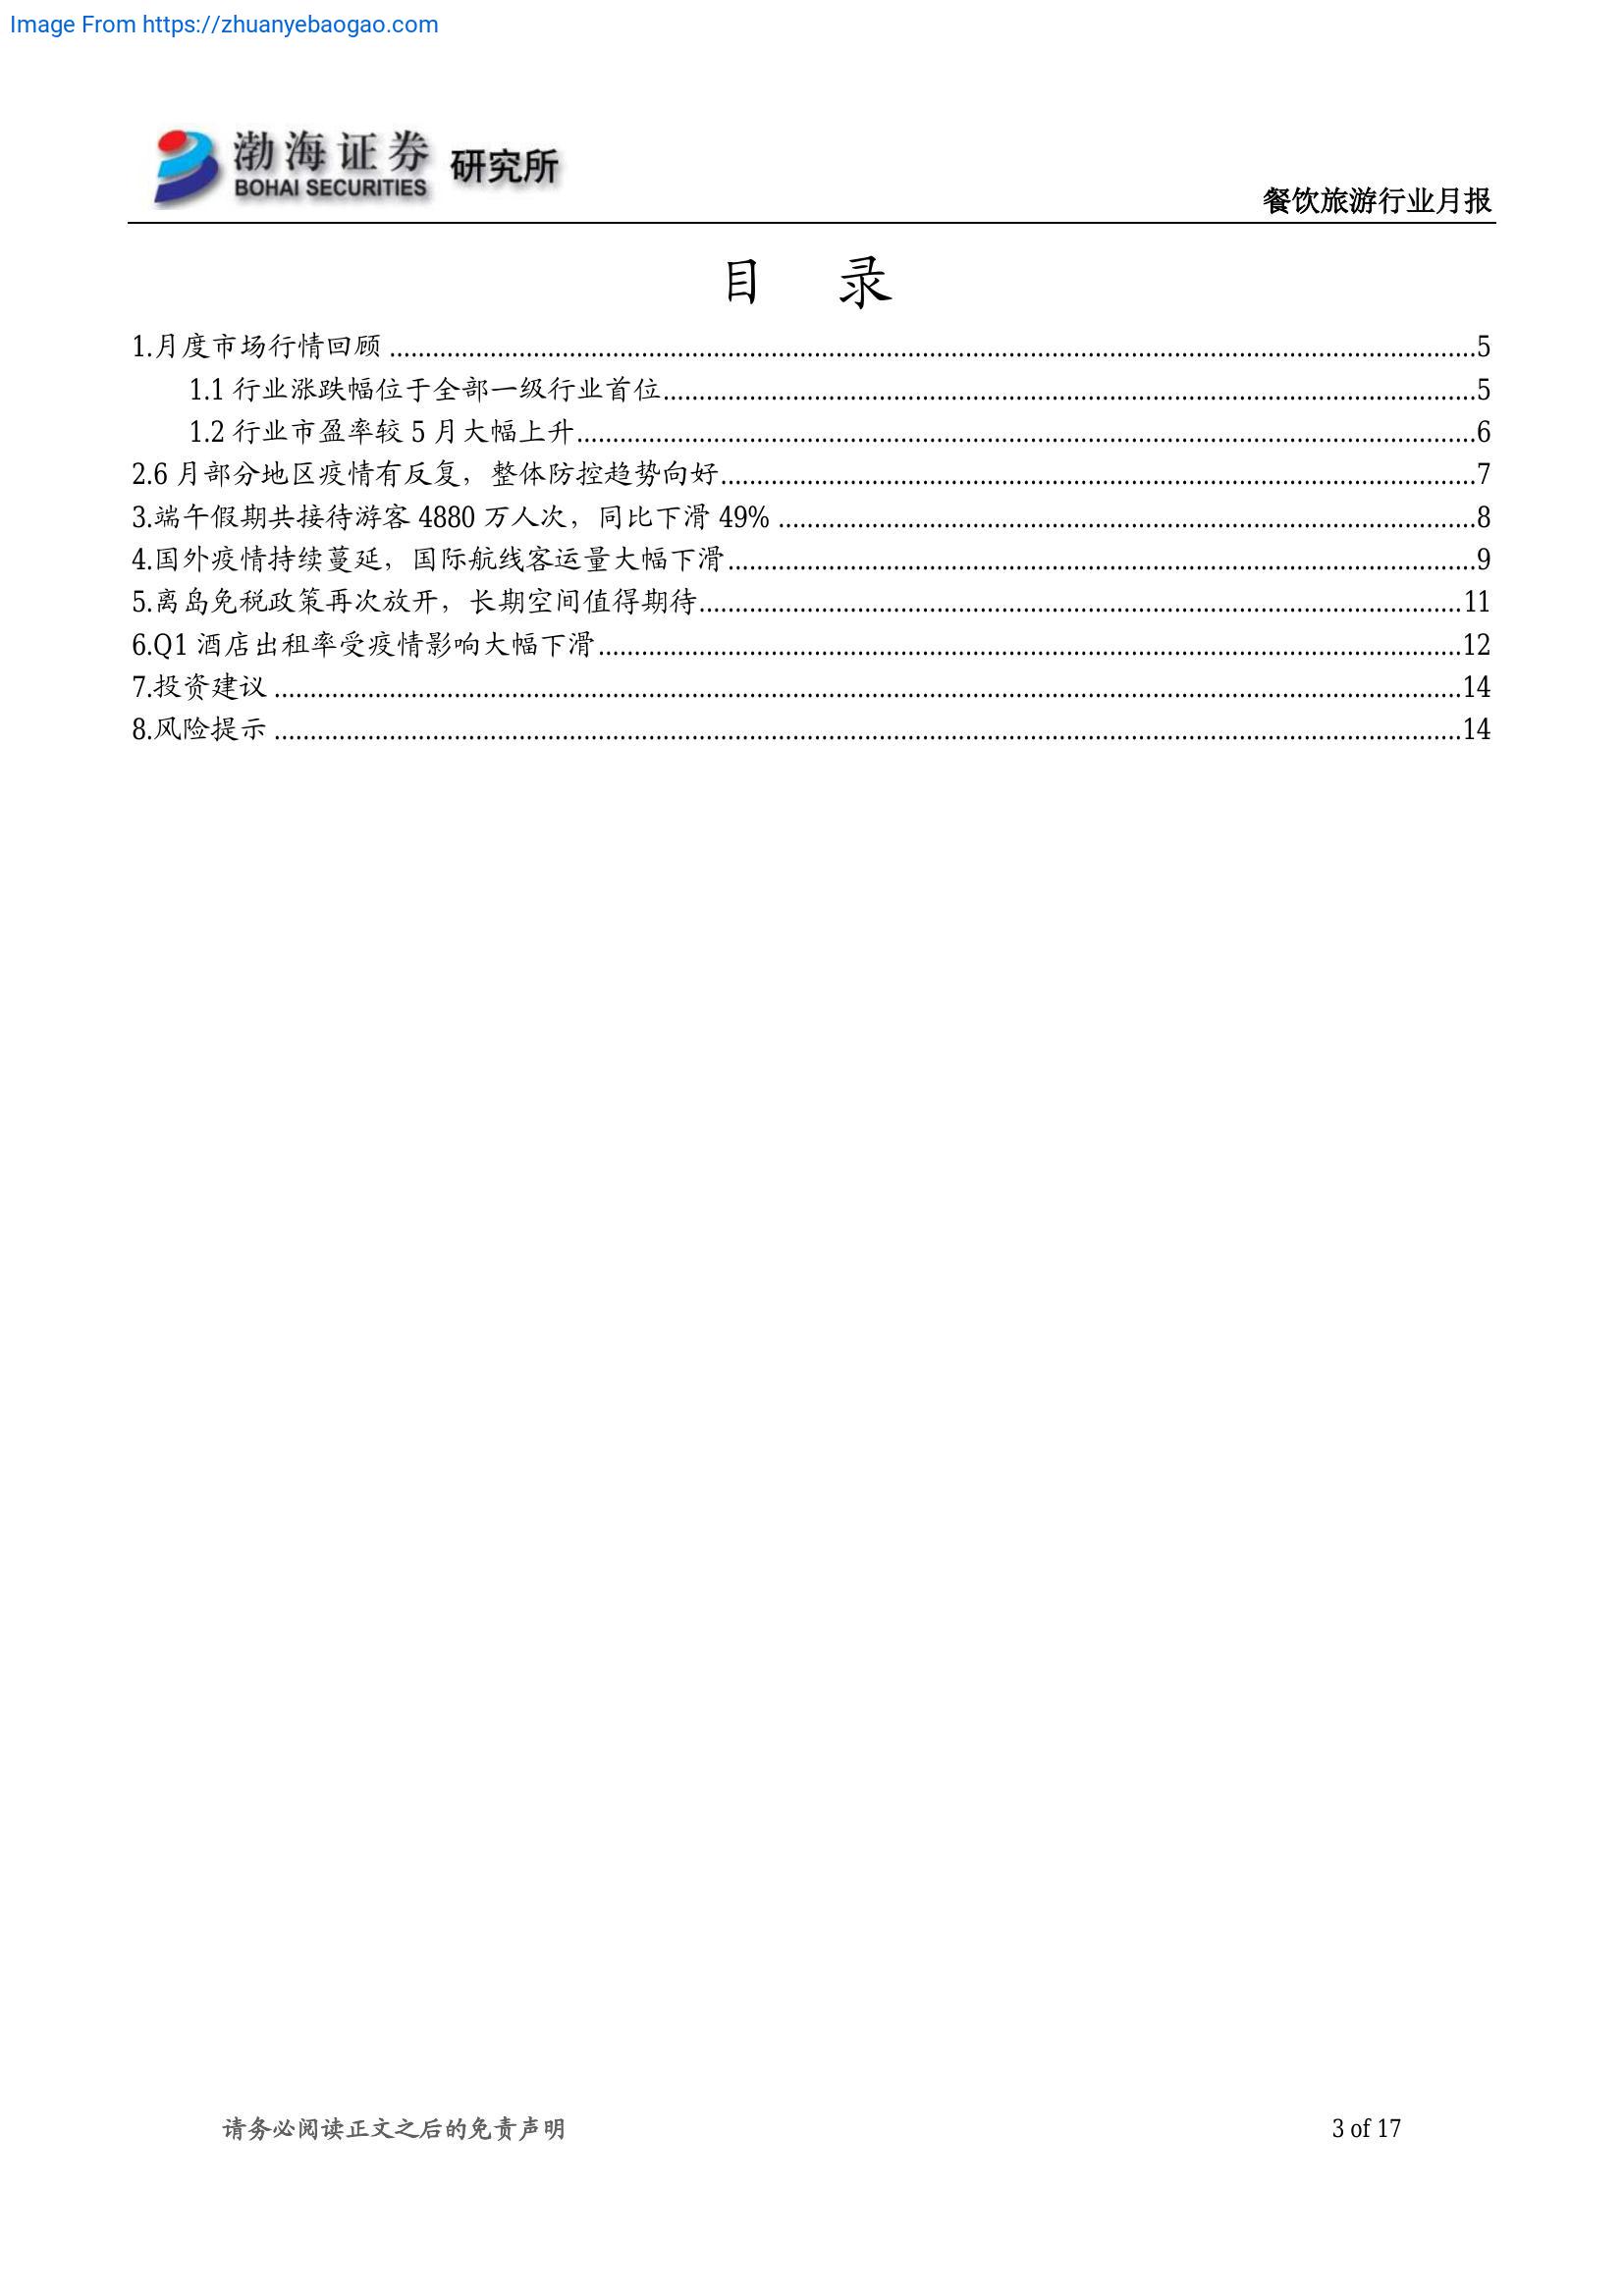 Image From https://zhuanyebaogao.com
渤海证券 研究所
BOHAI SECURITIES
餐饮旅游行业月报
目 录
1.月度市场行情回顾 ........................................ 5
1.1 行业涨跌幅位于全部一级行业首位 ........................................ 5
1.2 行业市盈率较 5 月大幅上升 ........................................ 6
2.6 月部分地区疫情有反复，整体防控趋势向好 ........................................ 7
3.端午假期共接待游客 4880 万人次，同比下滑 49% ........................................ 8
4.国外疫情持续蔓延，国际航线客运量大幅下滑 ........................................ 9
5.离岛免税政策再次放开，长期空间值得期待 ........................................ 11
6.Q1 酒店出租率受疫情影响大幅下滑 ........................................ 12
7.投资建议 ........................................ 14
8.风险提示 ........................................ 14
请务必阅读正文之后的免责声明 3 of 17